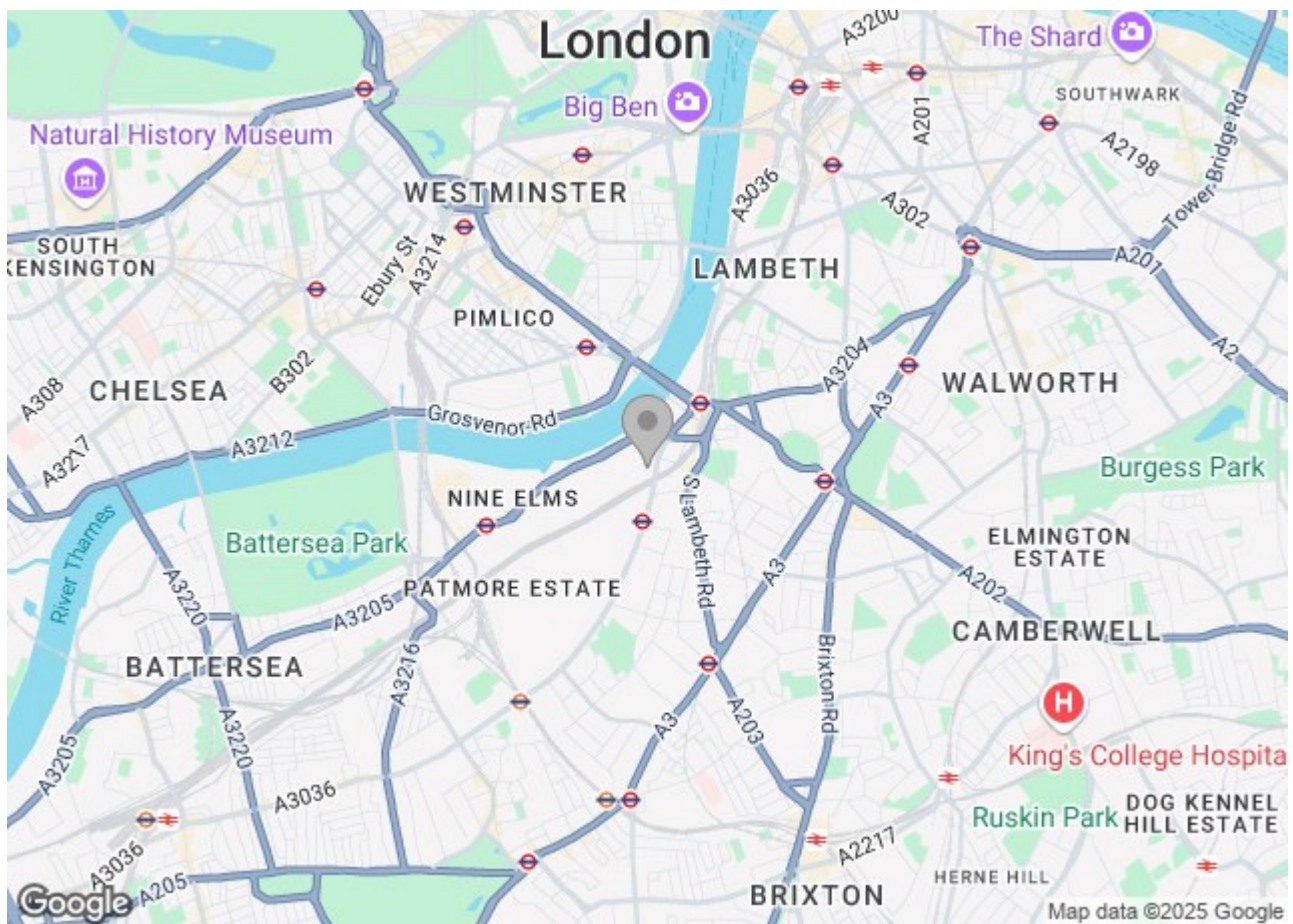 London
A3200
The Shard
Big Ben
A201
SOUTHWARK
Tower Bridge Rd
Natural History Museum
A2198
WESTMINSTER
A3036
A302
SOUTH
KENSINGTON
Ebury St
A3214
LAMBETH
A201
PIMLICO
A2
B302
A3204
A308
CHELSEA
A3
WALWORTH
Grosvenor Rd
A3217
A3212
Burgess Park
NINE ELMS
S Lambeth Rd
River Thames
Battersea Park
ELMINGTON
ESTATE
A3
PATMORE ESTATE
A202
A3220
A3205
CAMBERWELL
BATTERSEA
A3216
Brixton Rd
H
A3
A203
A3205
A3220
King's College Hospita
A3036
Ruskin Park
DOG KENNEL
HILL ESTATE
A2217
A3036
HERNE HILL
A205
BRIXTON
Google
Map data ©2025 Google